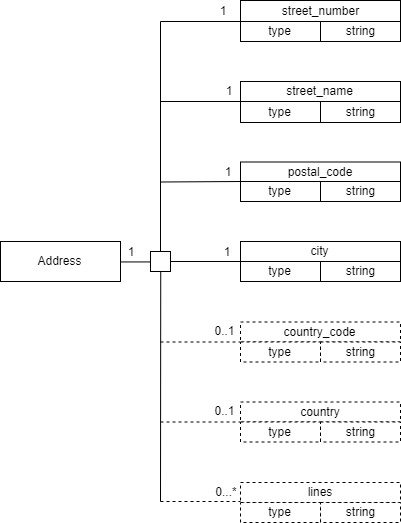 1 street_number
type string
1 street_name
type string
1 postal_code
type string
Address 1 1 city
type string
0..1 country_code
type string
0..1 country
type string
0...* lines
type string